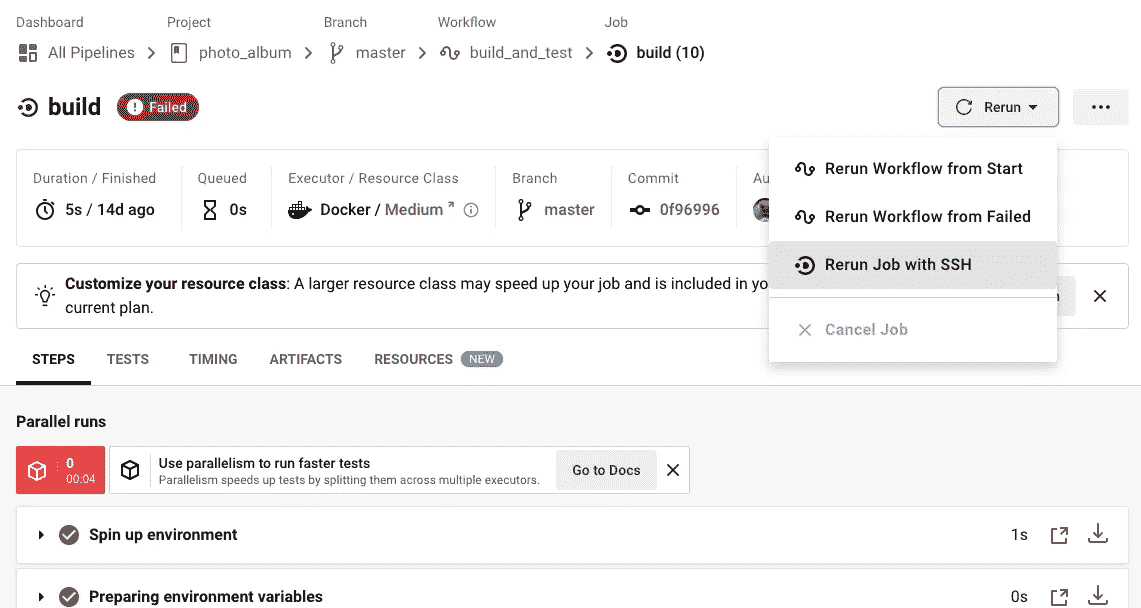 Dashboard Project Branch Workflow Job
All Pipelines photo_album master build_and_test build (10)
build Failed Rerun
Rerun Workflow from Start
Rerun Workflow from Failed
Rerun Job with SSH
Cancel Job
Duration / Finished Queued Executor / Resource Class Branch Commit Au
5s / 14d ago 0s Docker / Medium master 0f96996
Customize your resource class: A larger resource class may speed up your job and is included in yo
current plan.
STEPS TESTS TIMING ARTIFACTS RESOURCES NEW
Parallel runs
0
00:04
Use parallelism to run faster tests
Parallelism speeds up tests by splitting them across multiple executors.
Go to Docs
Spin up environment 1s
Preparing environment variables 0s